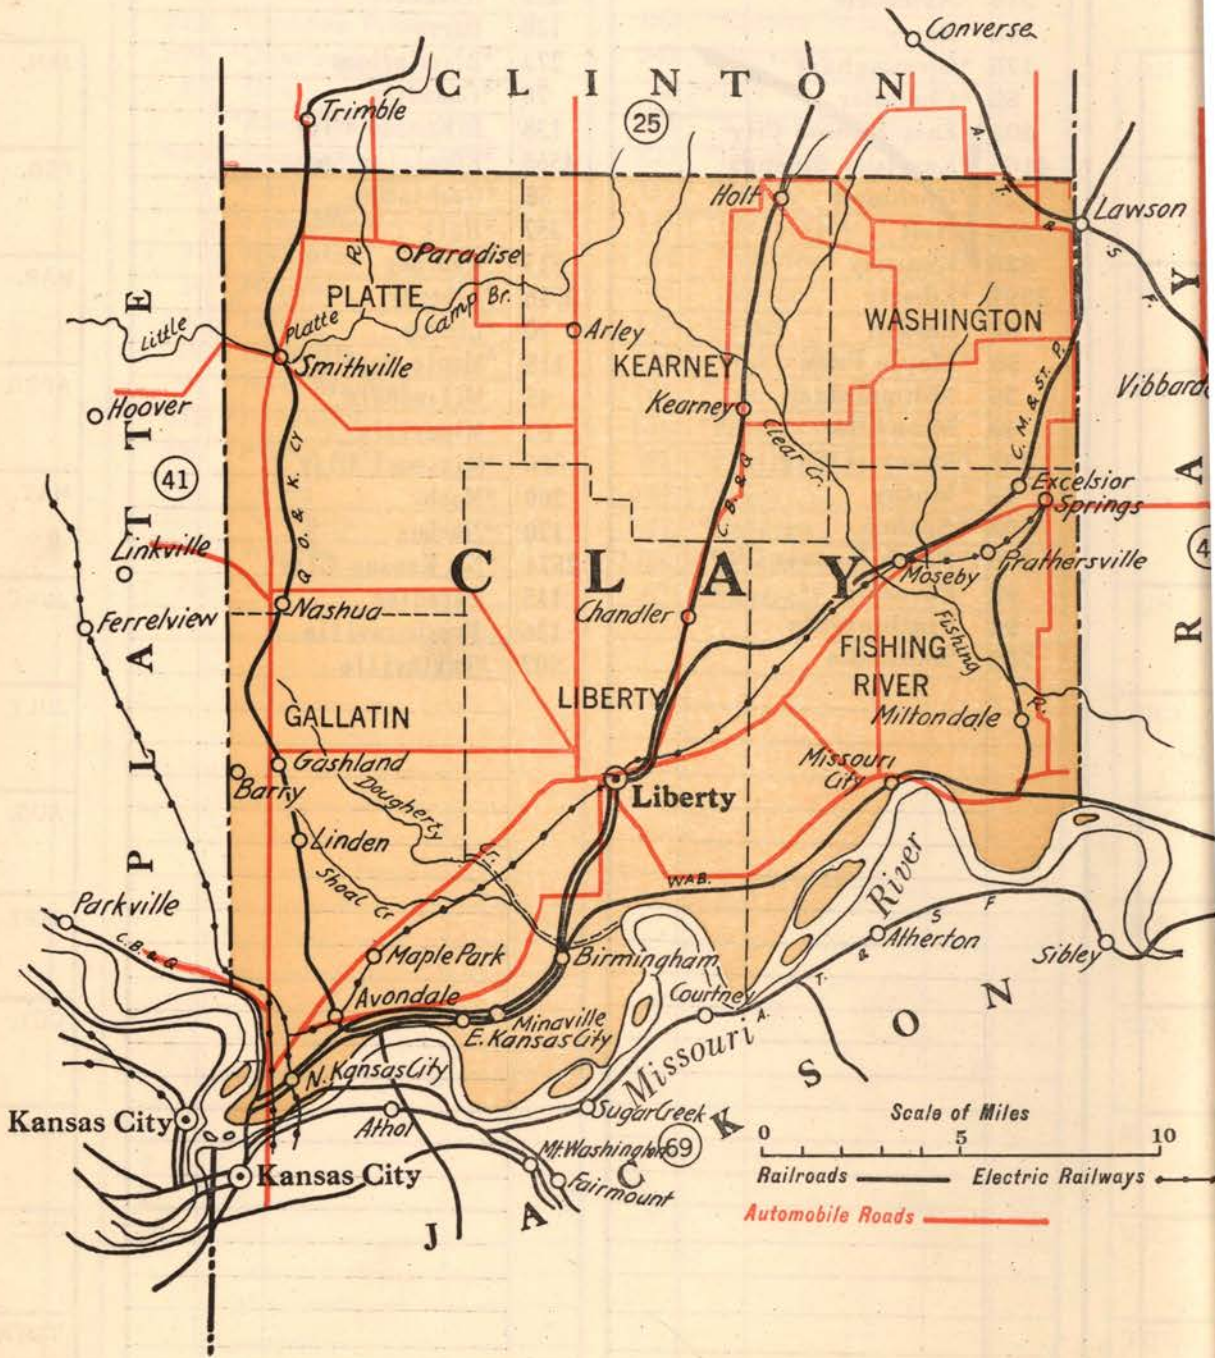 Converse
CLINTON
25
Trimble
A. T. & S. F.
Holt
Lawson
R.
Paradise
PLATTE
Camp Br.
Little
Platte
Smithville
Arley
WASHINGTON
KEARNEY
Kearney
Clear Cr.
C. M. & ST. P.
Vibbard
Hoover
PLATTE
41
Q. O. & K. CY
C. B. & Q
Excelsior
Springs
RAY
4
Linkville
CLAY
Moseby
Prathersville
Nashua
Chandler
Ferrelview
Fishing
R.
FISHING
RIVER
LIBERTY
GALLATIN
Miltondale
Gashland
Barry
Missouri
City
Liberty
Dougherty
Cr.
Linden
Shoal Cr
WAB.
Parkville
C. B. & Q
Missouri River
A. T. & S F
Atherton
Sibley
Maple Park
Birmingham
Avondale
Courtney
Minaville
E. Kansas City
N. Kansas City
JACKSON
Kansas City
Athol
Sugar Creek
69
Mt. Washington
Kansas City
Fairmount
Scale of Miles
0 5 10
Railroads
Electric Railways
Automobile Roads